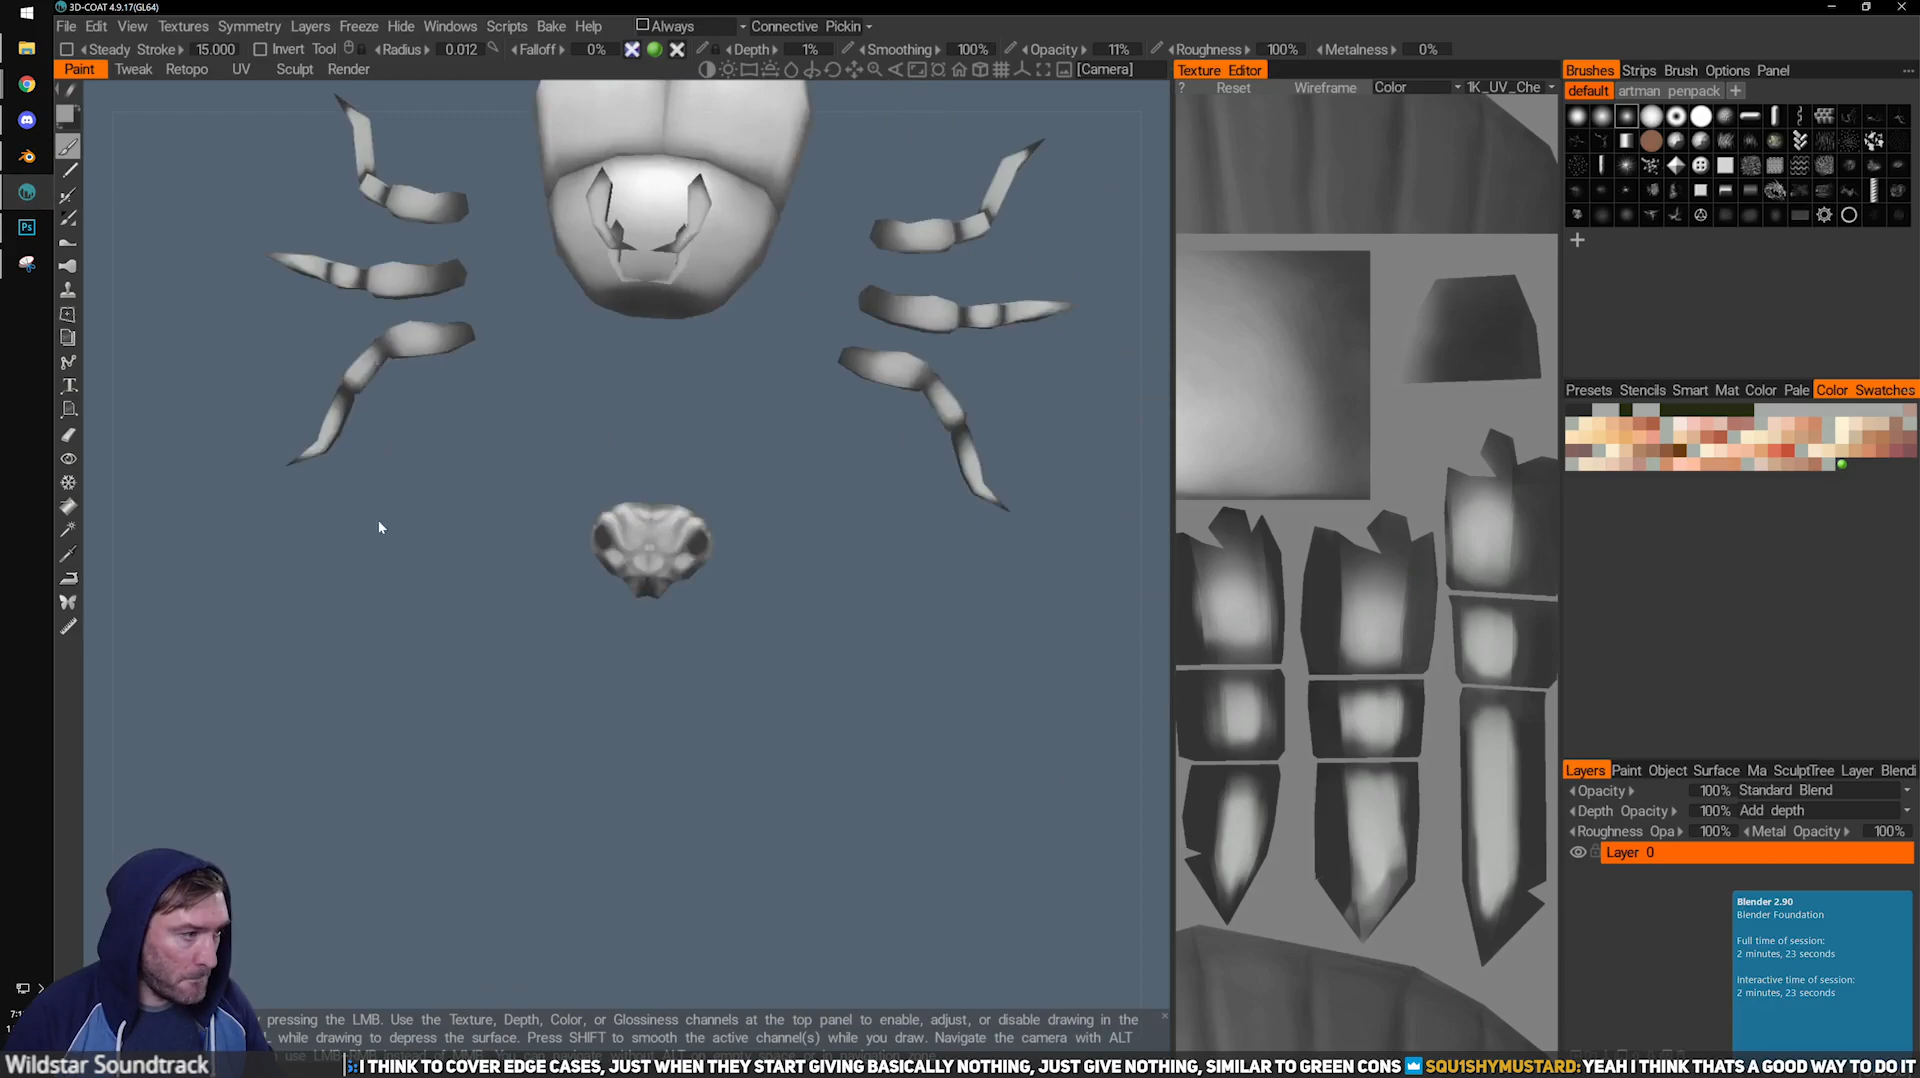 3D-COAT 4.9.17(GL64)
File Edit View Textures Symmetry Layers Freeze Hide Windows Scripts Bake Help Always Connective Pickin
Steady Stroke 15.000 Invert Tool Radius 0.012 Falloff 0% Depth 1% Smoothing 100% Opacity 11% Roughness 100% Metalness 0%
Paint Tweak Retopo UV Sculpt Render [Camera]
Texture Editor
? Reset Wireframe Color 1K_UV_Che
Brushes Strips Brush Options Panel
default artman penpack +
Presets Stencils Smart Mat Color Pale Color Swatches
Layers Paint Object Surface Ma SculptTree Layer Blendi
Opacity 100% Standard Blend
Depth Opacity 100% Add depth
Roughness Opa 100% Metal Opacity 100%
Layer 0
Blender 2.90
Blender Foundation
Full time of session:
2 minutes, 23 seconds
Interactive time of session:
2 minutes, 23 seconds
pressing the LMB. Use the Texture, Depth, Color, or Glossiness channels at the top panel to enable, adjust, or disable drawing in the
while drawing to depress the surface. Press SHIFT to smooth the active channel(s) while you draw. Navigate the camera with ALT
Ps
Wildstar Soundtrack
I THINK TO COVER EDGE CASES, JUST WHEN THEY START GIVING BASICALLY NOTHING, JUST GIVE NOTHING, SIMILAR TO GREEN CONS SQU1SHYMUSTARD: YEAH I THINK THATS A GOOD WAY TO DO IT